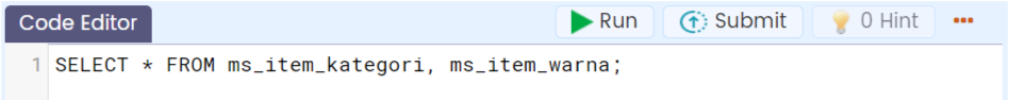 Code Editor Run Submit 0 Hint
1 SELECT * FROM ms_item_kategori, ms_item_warna;